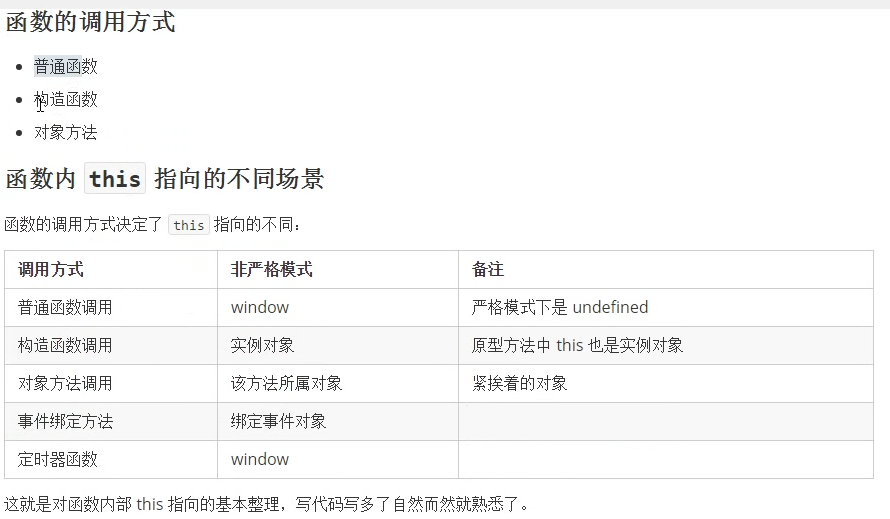 函数的调用方式
普通函数
构造函数
对象方法
函数内 this 指向的不同场景
函数的调用方式决定了 this 指向的不同：
调用方式 非严格模式 备注
普通函数调用 window 严格模式下是 undefined
构造函数调用 实例对象 原型方法中 this 也是实例对象
对象方法调用 该方法所属对象 紧挨着的对象
事件绑定方法 绑定事件对象
定时器函数 window
这就是对函数内部 this 指向的基本整理，写代码写多了自然而然就熟悉了。